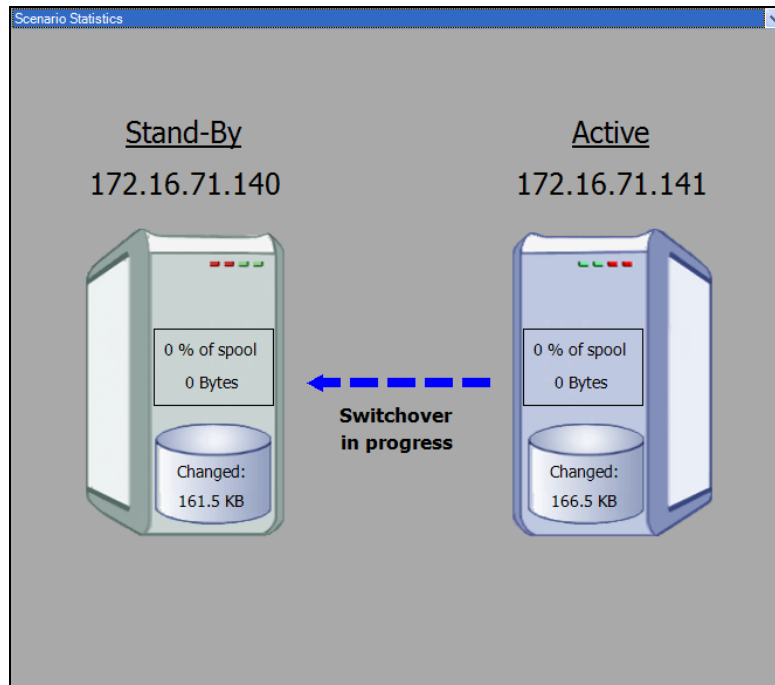 Scenario Statistics
Stand-By
172.16.71.140
0 % of spool
0 Bytes
Changed:
161.5 KB
Switchover
in progress
Active
172.16.71.141
0 % of spool
0 Bytes
Changed:
166.5 KB